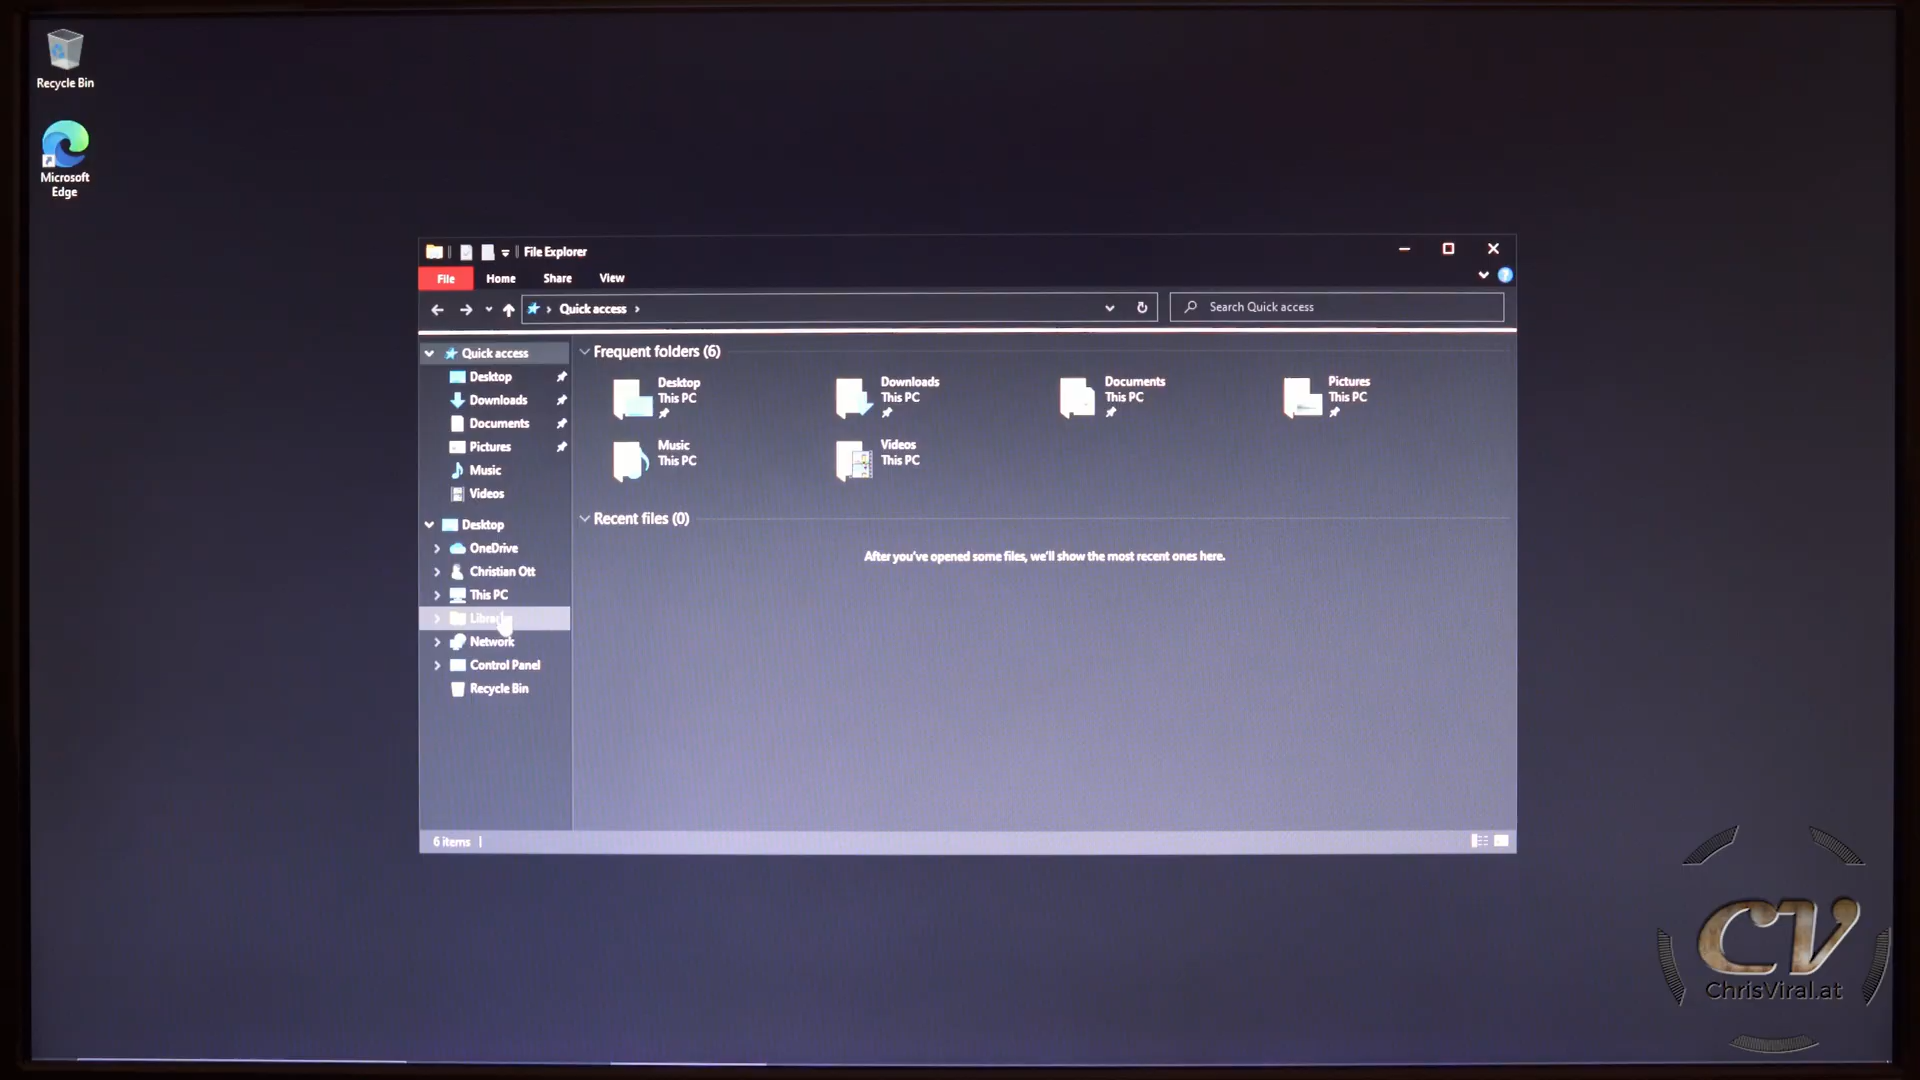 Recycle Bin
Microsoft
Edge
File Explorer
File
Home
Share
View
Quick access
Search Quick access
Quick access
Desktop
Downloads
Documents
Pictures
Music
Videos
Desktop
OneDrive
Christian Ott
This PC
Network
Control Panel
Recycle Bin
Frequent folders (6)
Desktop
This PC
Downloads
This PC
Documents
This PC
Pictures
This PC
Music
This PC
Videos
This PC
Recent files (0)
After you've opened some files, we'll show the most recent ones here.
6 items
CV
ChrisViral.at